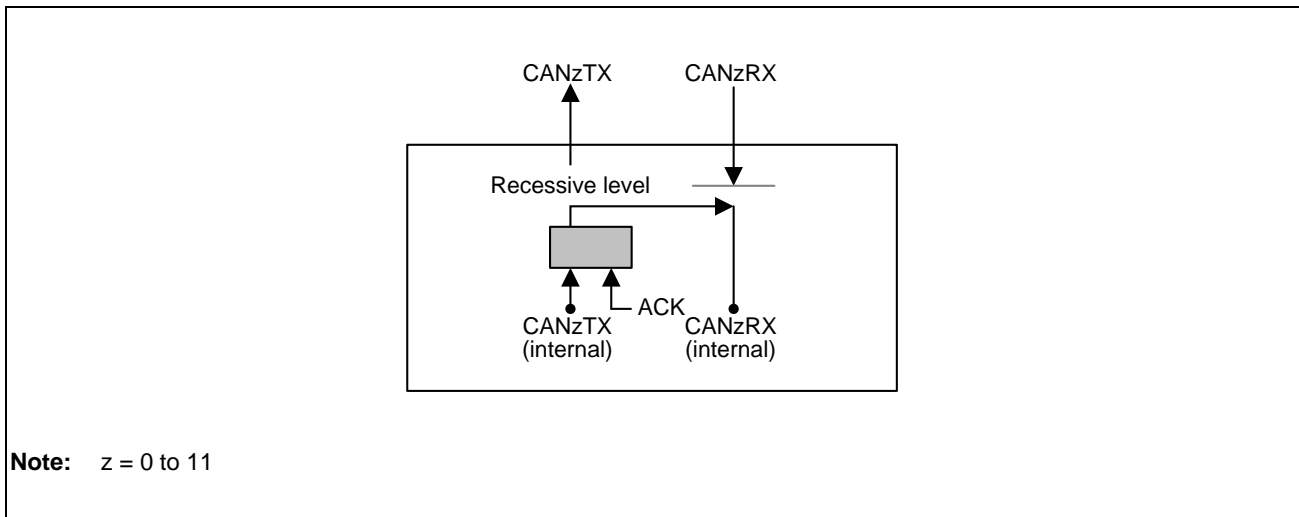 CANzTX CANzRX
Recessive level
ACK
CANzTX CANzRX
(internal) (internal)
Note: z = 0 to 11